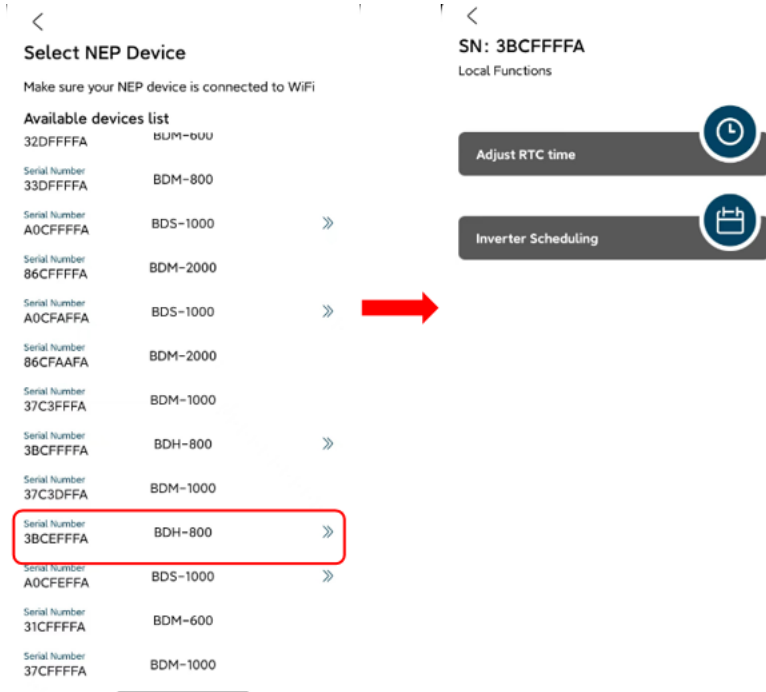 Select NEP Device
Make sure your NEP device is connected to WiFi
Available devices list
32DFFFFA BDM-600
Serial Number
33DFFFFA BDM-800
Serial Number
A0CFFFFA BDS-1000
Serial Number
86CFFFFA BDM-2000
Serial Number
A0CFAFFA BDS-1000
Serial Number
86CFAAFA BDM-2000
Serial Number
37C3FFFA BDM-1000
Serial Number
3BCFFFFA BDH-800
Serial Number
37C3DFFA BDM-1000
Serial Number
3BCEFFFA BDH-800
Serial Number
A0CFEFFA BDS-1000
Serial Number
31CFFFFA BDM-600
Serial Number
37CFFFFA BDM-1000
SN: 3BCFFFFA
Local Functions
Adjust RTC time
Inverter Scheduling